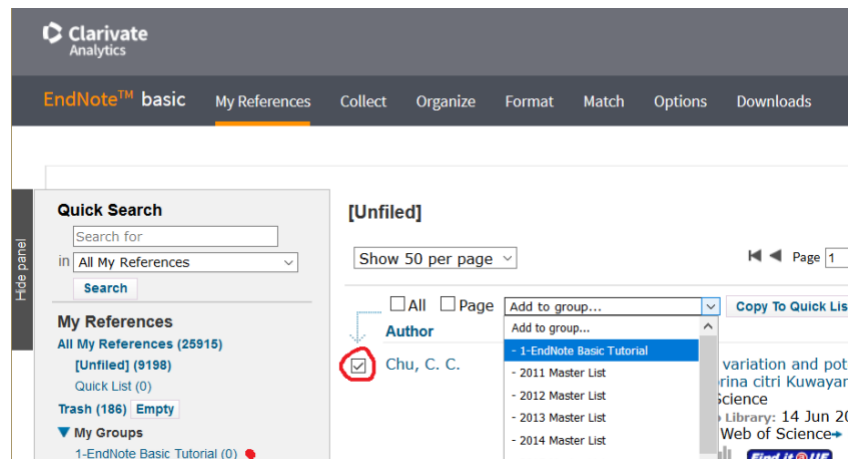 Clarivate
Analytics
EndNote™ basic My References Collect Organize Format Match Options Downloads
Hide panel
Quick Search
Search for
in All My References
Search
My References
All My References (25915)
[Unfiled] (9198)
Quick List (0)
Trash (186) Empty
My Groups
1-EndNote Basic Tutorial (0)
[Unfiled]
Show 50 per page
Page 1
All Page Add to group... Copy To Quick Lis
Author
Add to group...
- 1-EndNote Basic Tutorial
- 2011 Master List
- 2012 Master List
- 2013 Master List
- 2014 Master List
Chu, C. C.
variation and pot
rina citri Kuwayar
Science
Library: 14 Jun 20
Web of Science
Find it @ UF